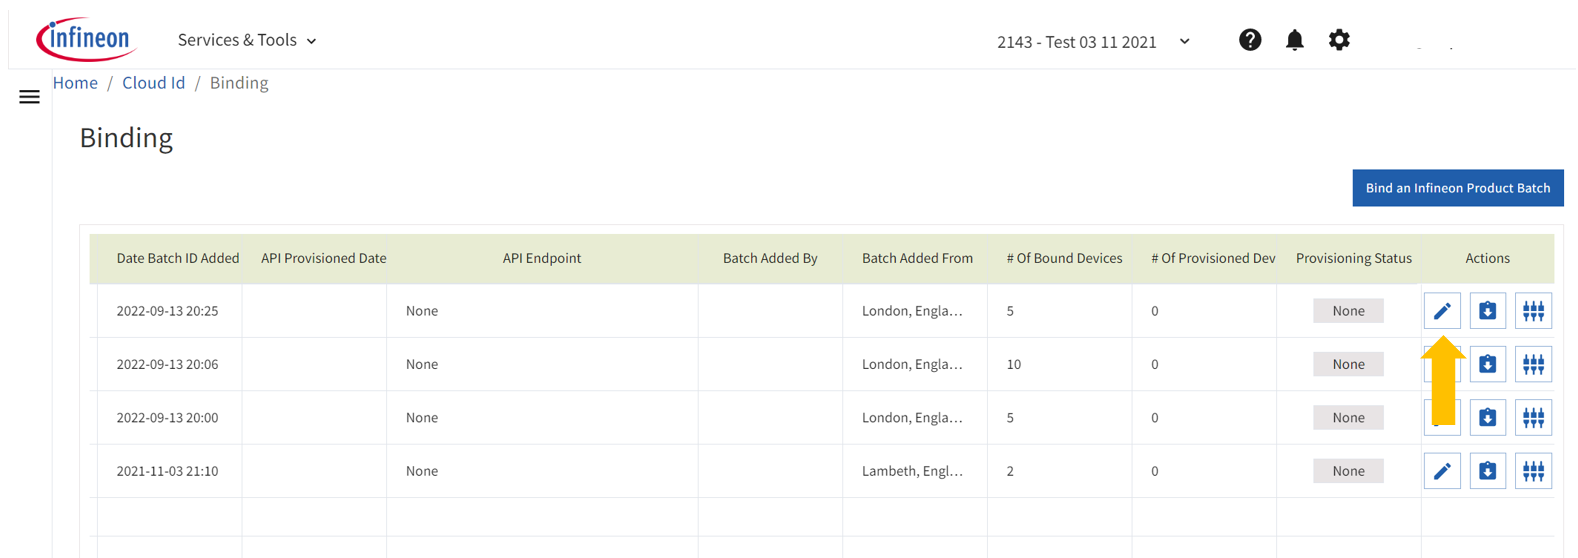 infineon Services & Tools 2143 - Test 03 11 2021
Home / Cloud Id / Binding
Binding
Bind an Infineon Product Batch
Date Batch ID Added API Provisioned Date API Endpoint Batch Added By Batch Added From # Of Bound Devices # Of Provisioned Dev Provisioning Status Actions
2022-09-13 20:25 None London, Engla... 5 0 None
2022-09-13 20:06 None London, Engla... 10 0 None
2022-09-13 20:00 None London, Engla... 5 0 None
2021-11-03 21:10 None Lambeth, Engl... 2 0 None